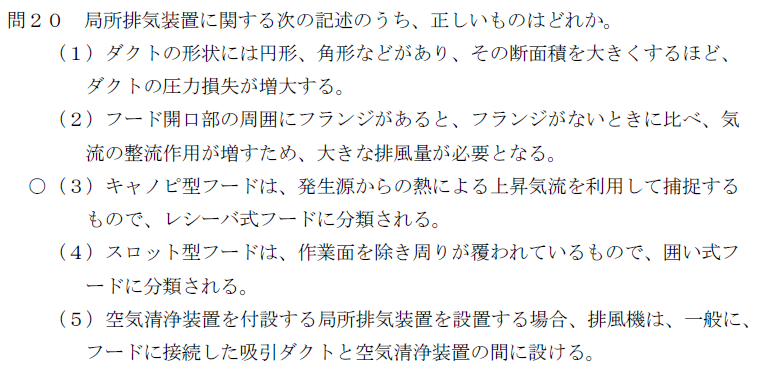 問２０　局所排気装置に関する次の記述のうち、正しいものはどれか。
（１）ダクトの形状には円形、角形などがあり、その断面積を大きくするほど、
ダクトの圧力損失が増大する。
（２）フード開口部の周囲にフランジがあると、フランジがないときに比べ、気
流の整流作用が増すため、大きな排風量が必要となる。
○（３）キャノピ型フードは、発生源からの熱による上昇気流を利用して捕捉する
もので、レシーバ式フードに分類される。
（４）スロット型フードは、作業面を除き周りが覆われているもので、囲い式フ
ードに分類される。
（５）空気清浄装置を付設する局所排気装置を設置する場合、排風機は、一般に、
フードに接続した吸引ダクトと空気清浄装置の間に設ける。